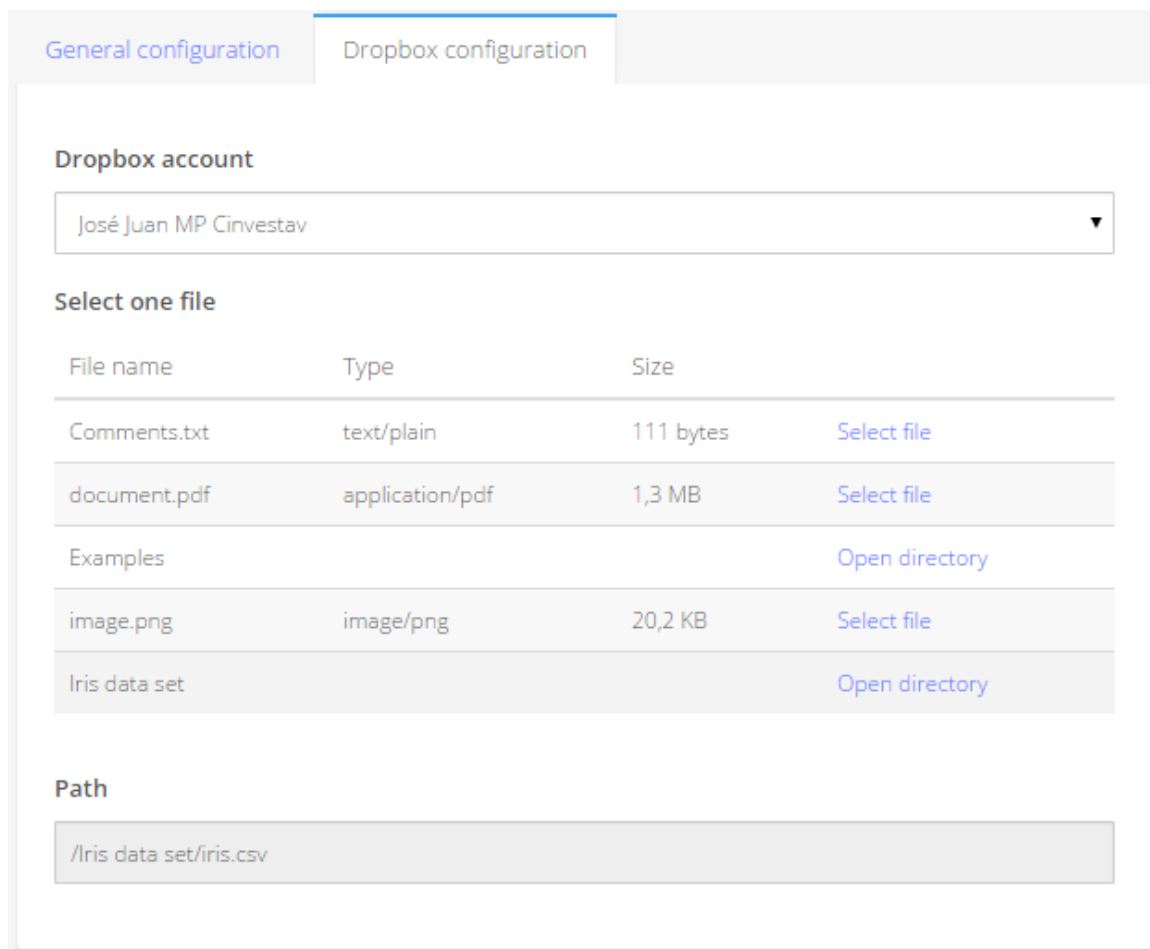 General configuration Dropbox configuration
Dropbox account
José Juan MP Cinvestav
Select one file
File name Type Size
Comments.txt text/plain 111 bytes Select file
document.pdf application/pdf 1,3 MB Select file
Examples Open directory
image.png image/png 20,2 KB Select file
Iris data set Open directory
Path
/Iris data set/iris.csv